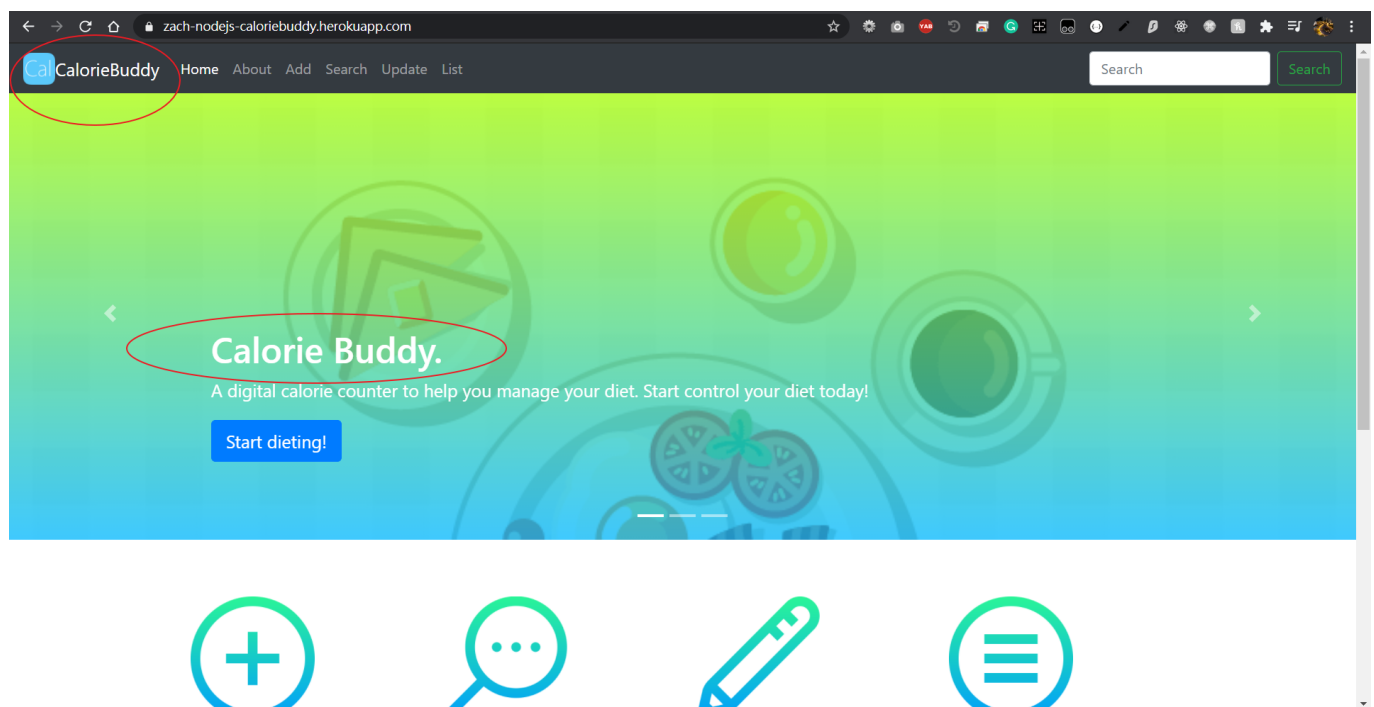 zach-nodejs-caloriebuddy.herokuapp.com
Cal CalorieBuddy Home About Add Search Update List Search Search
Calorie Buddy.
A digital calorie counter to help you manage your diet. Start control your diet today!
Start dieting!